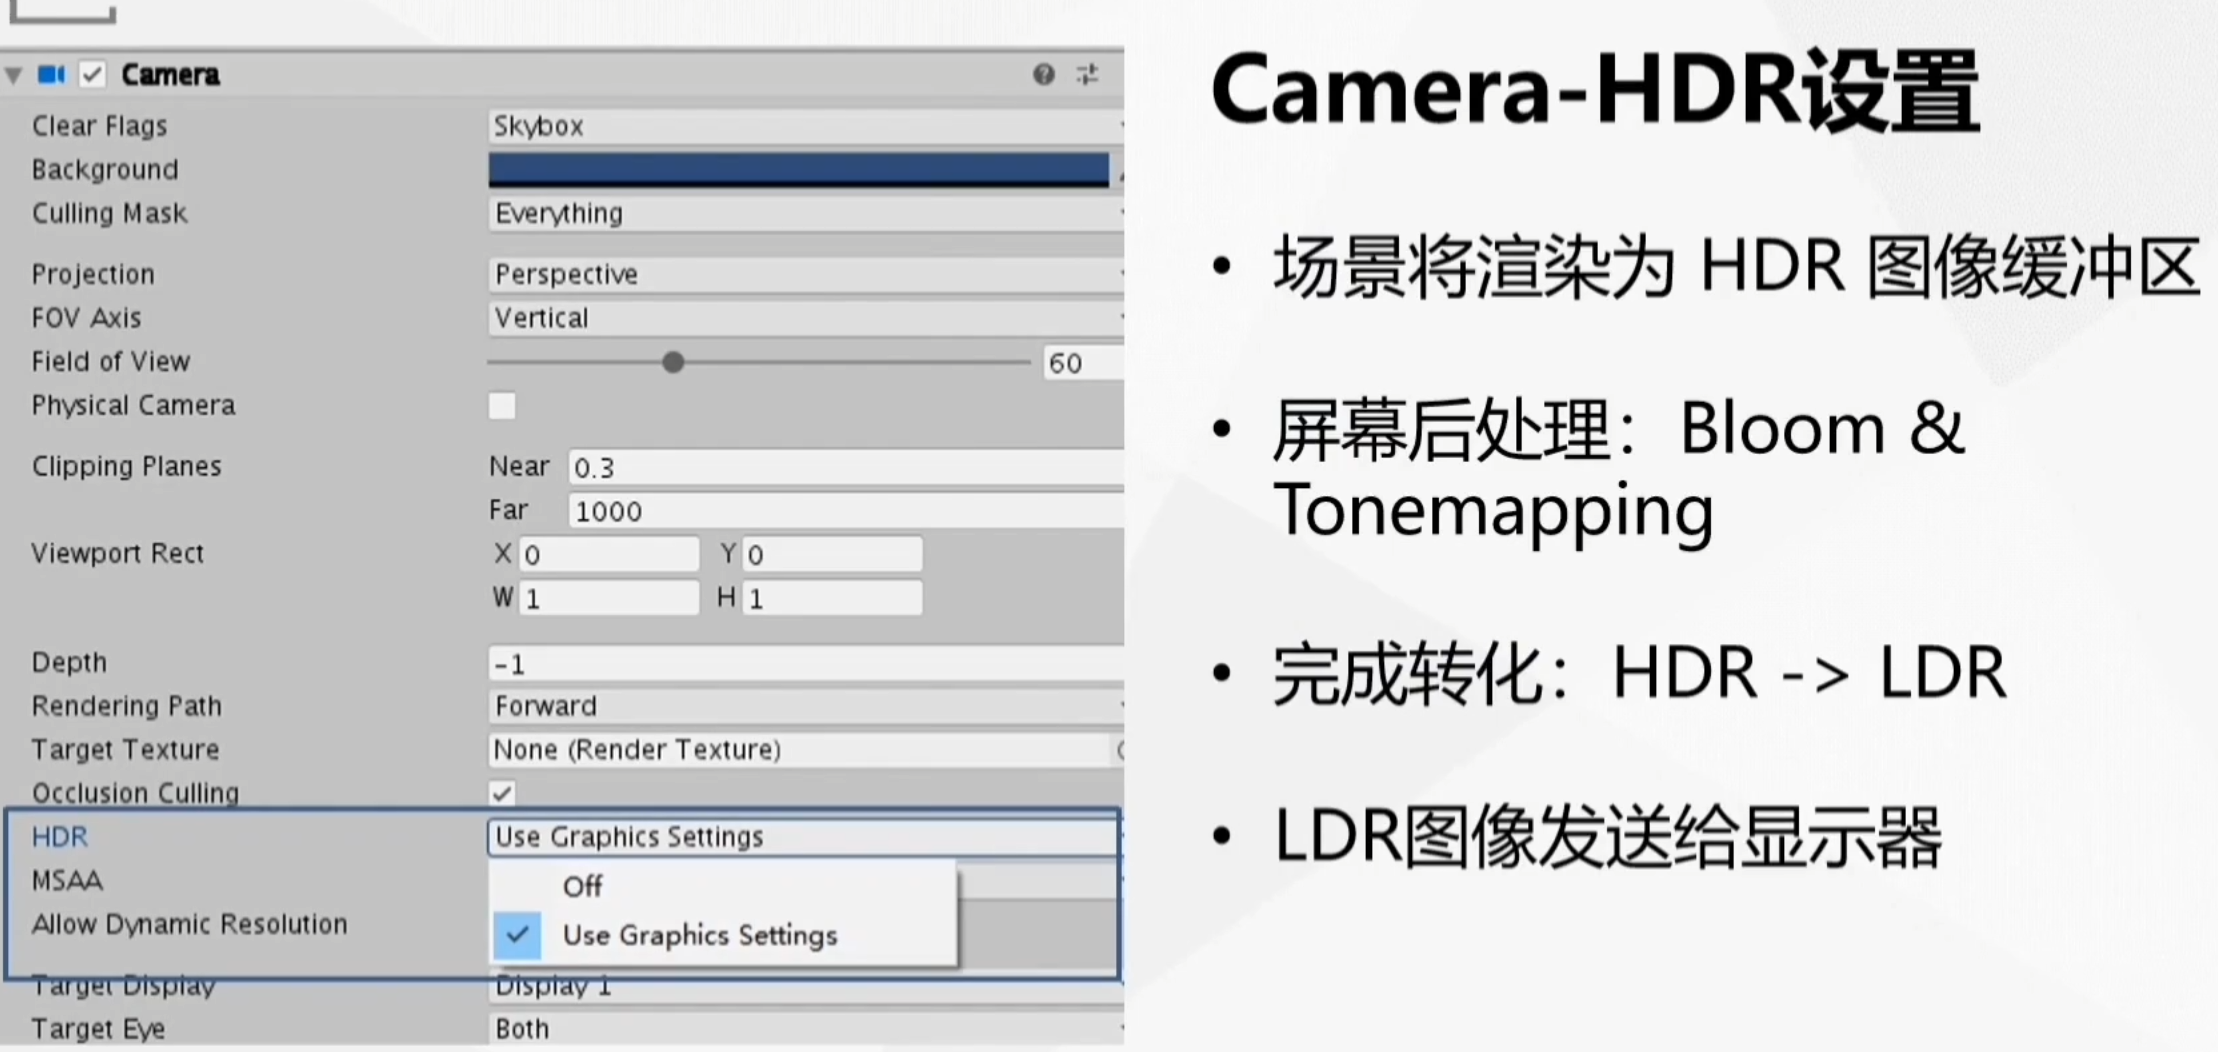 Camera
Clear Flags Skybox
Background
Culling Mask Everything
Projection Perspective
FOV Axis Vertical
Field of View 60
Physical Camera
Clipping Planes Near 0.3
Far 1000
Viewport Rect X 0 Y 0
W 1 H 1
Depth -1
Rendering Path Forward
Target Texture None (Render Texture)
Occlusion Culling
HDR Use Graphics Settings
MSAA Off
Allow Dynamic Resolution Use Graphics Settings
Target Display Display 1
Target Eye Both
Camera-HDR设置
• 场景将渲染为 HDR 图像缓冲区
• 屏幕后处理：Bloom &
Tonemapping
• 完成转化：HDR -> LDR
• LDR图像发送给显示器